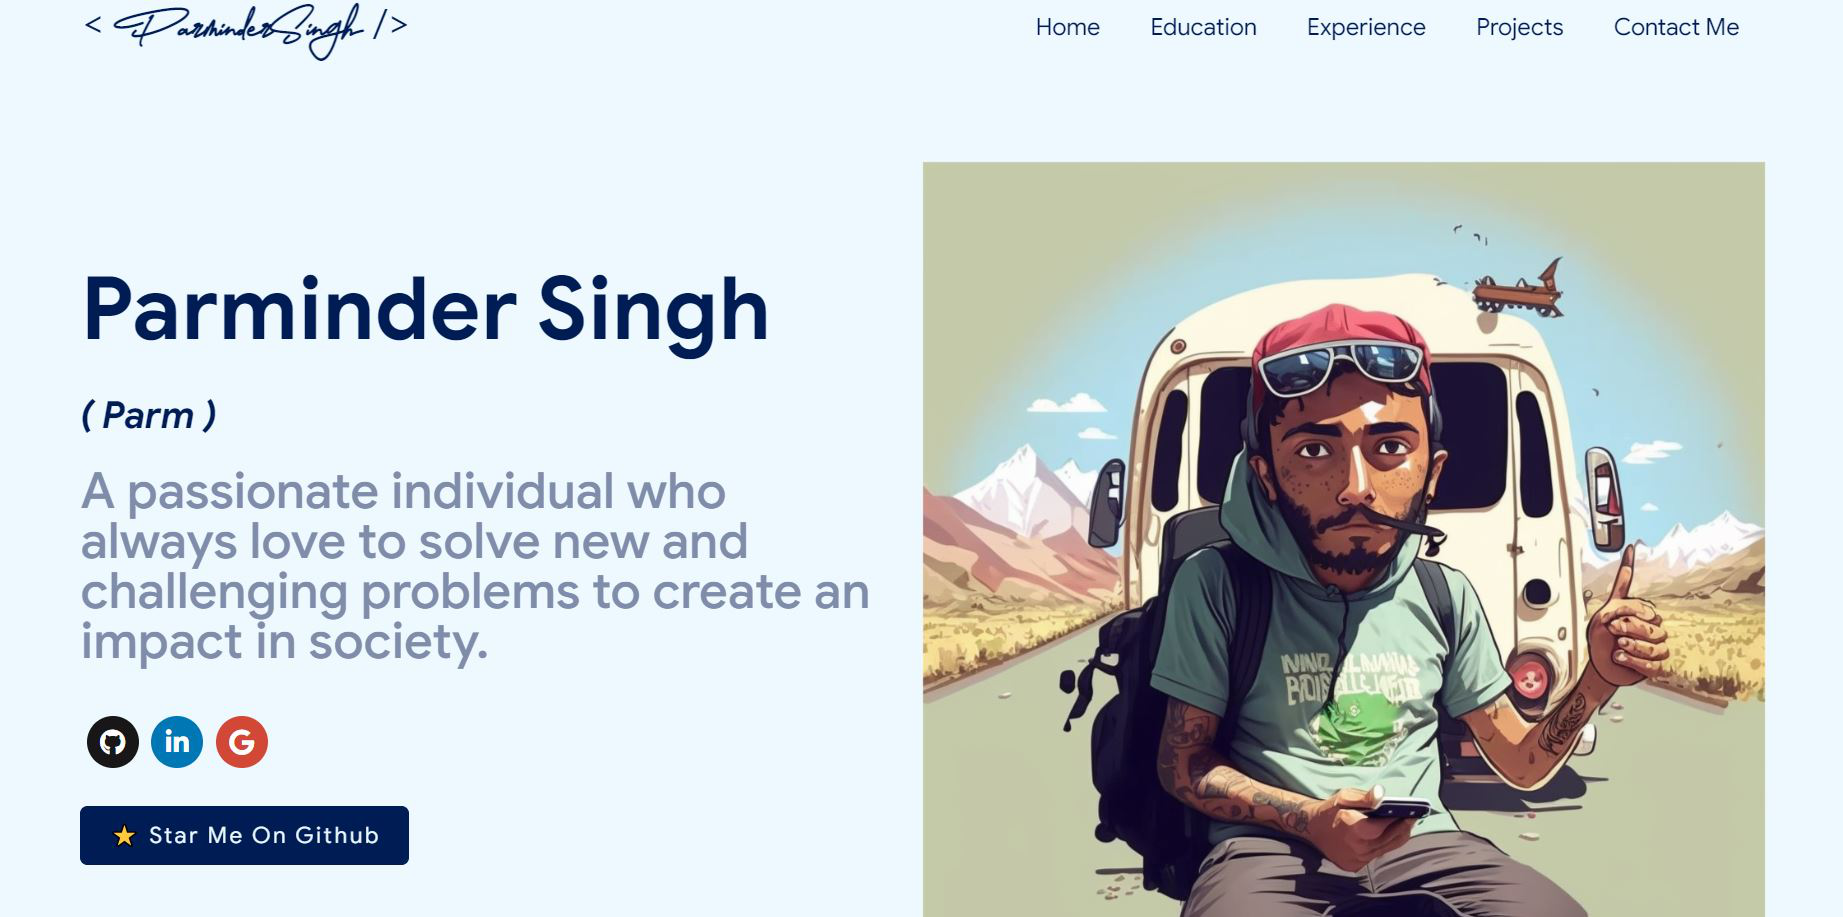 < ParminderSingh />
Home Education Experience Projects Contact Me
Parminder Singh
( Parm )
A passionate individual who
always love to solve new and
challenging problems to create an
impact in society.
in G
Star Me On Github